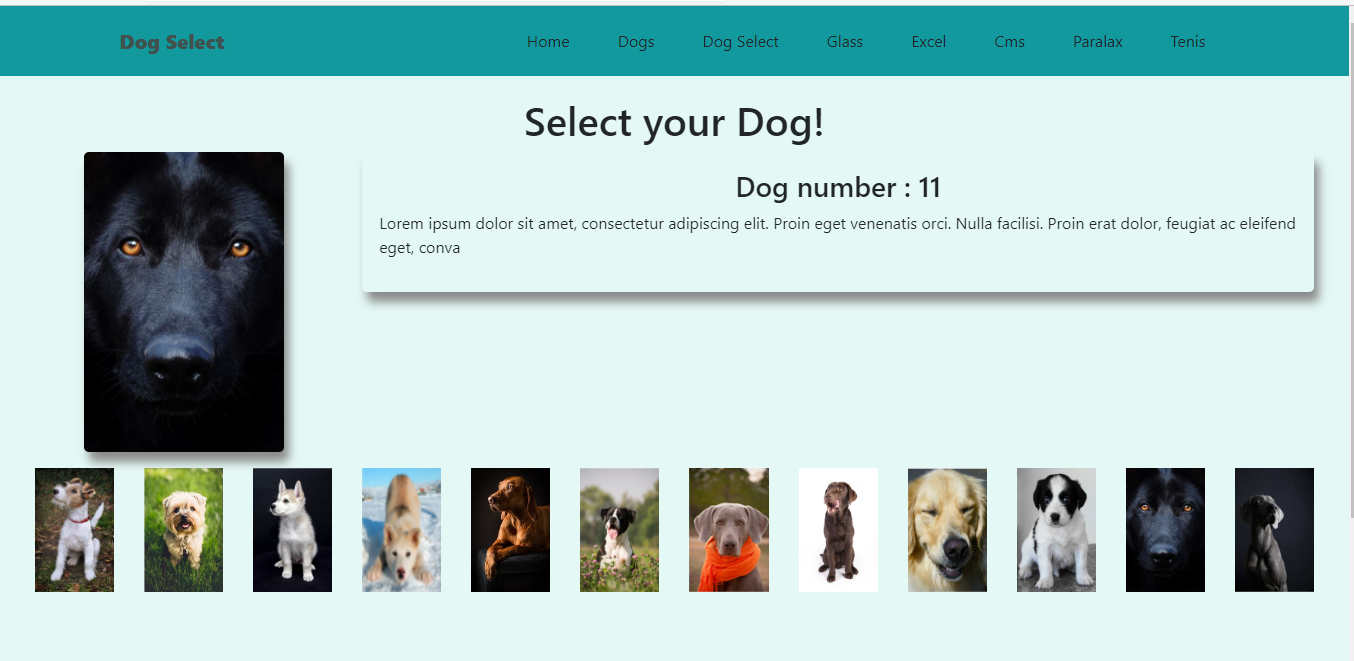 Dog Select
Home Dogs Dog Select Glass Excel Cms Paralax Tenis
Select your Dog!
Dog number : 11
Lorem ipsum dolor sit amet, consectetur adipiscing elit. Proin eget venenatis orci. Nulla facilisi. Proin erat dolor, feugiat ac eleifend
eget, conva